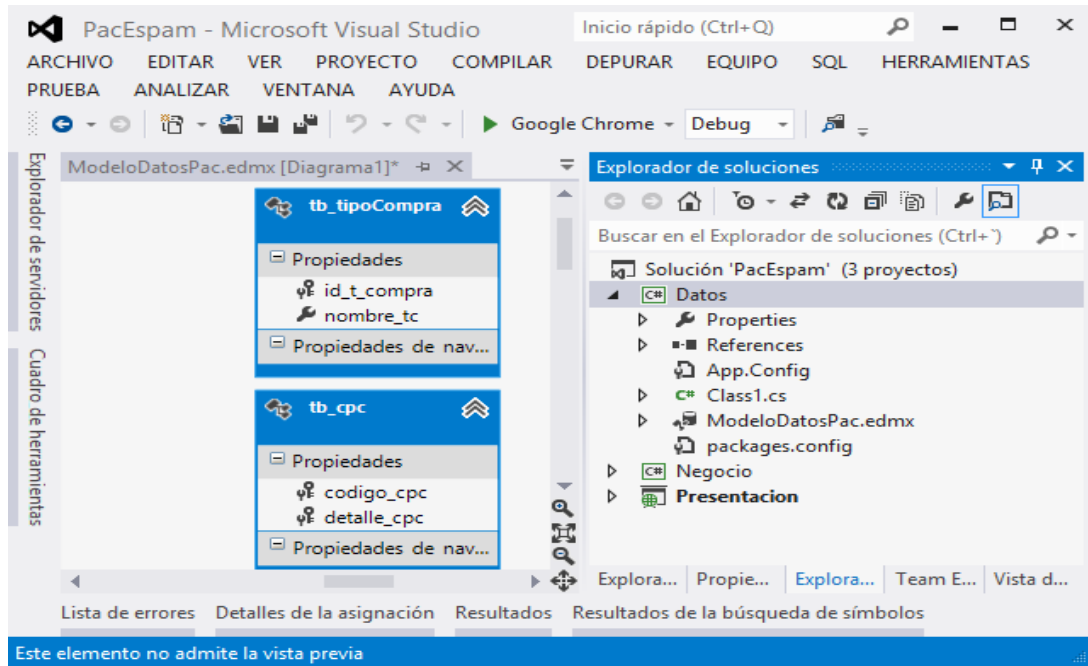 PacEspam - Microsoft Visual Studio
Inicio rápido (Ctrl+Q)
ARCHIVO EDITAR VER PROYECTO COMPILAR DEPURAR EQUIPO SQL HERRAMIENTAS
PRUEBA ANALIZAR VENTANA AYUDA
Google Chrome Debug
Explorador de servidores
Cuadro de herramientas
ModeloDatosPac.edmx [Diagrama1]*
tb_tipoCompra
Propiedades
id_t_compra
nombre_tc
Propiedades de nav...
tb_cpc
Propiedades
codigo_cpc
detalle_cpc
Propiedades de nav...
Explorador de soluciones
Buscar en el Explorador de soluciones (Ctrl+`)
Solución 'PacEspam' (3 proyectos)
C# Datos
Properties
References
App.Config
C# Class1.cs
ModeloDatosPac.edmx
packages.config
C# Negocio
Presentacion
Explora... Propie... Explora... Team E... Vista d...
Lista de errores Detalles de la asignación Resultados Resultados de la búsqueda de símbolos
Este elemento no admite la vista previa